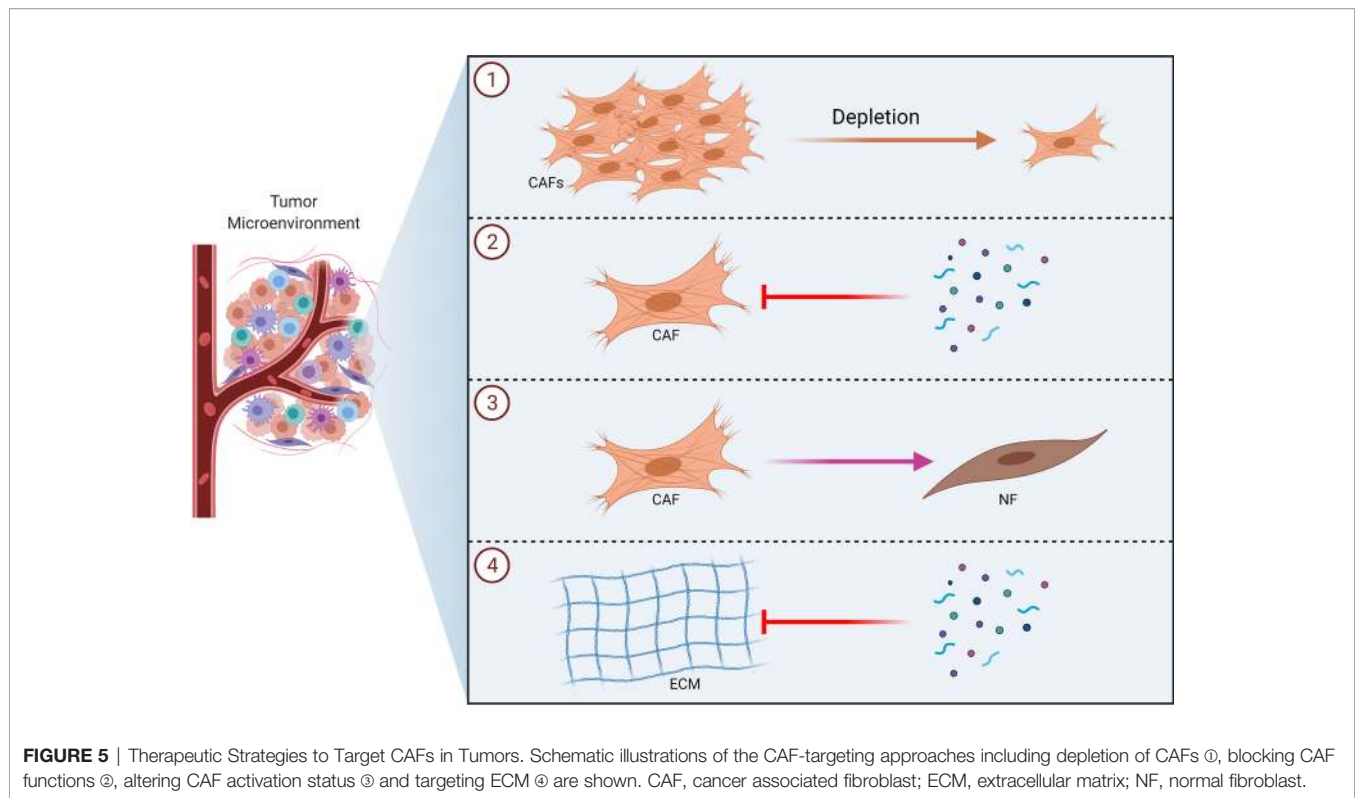 Tumor
Microenvironment
①
CAFs
Depletion
②
CAF
③
CAF
NF
④
ECM
FIGURE 5 | Therapeutic Strategies to Target CAFs in Tumors. Schematic illustrations of the CAF-targeting approaches including depletion of CAFs ①, blocking CAF
functions ②, altering CAF activation status ③ and targeting ECM ④ are shown. CAF, cancer associated fibroblast; ECM, extracellular matrix; NF, normal fibroblast.